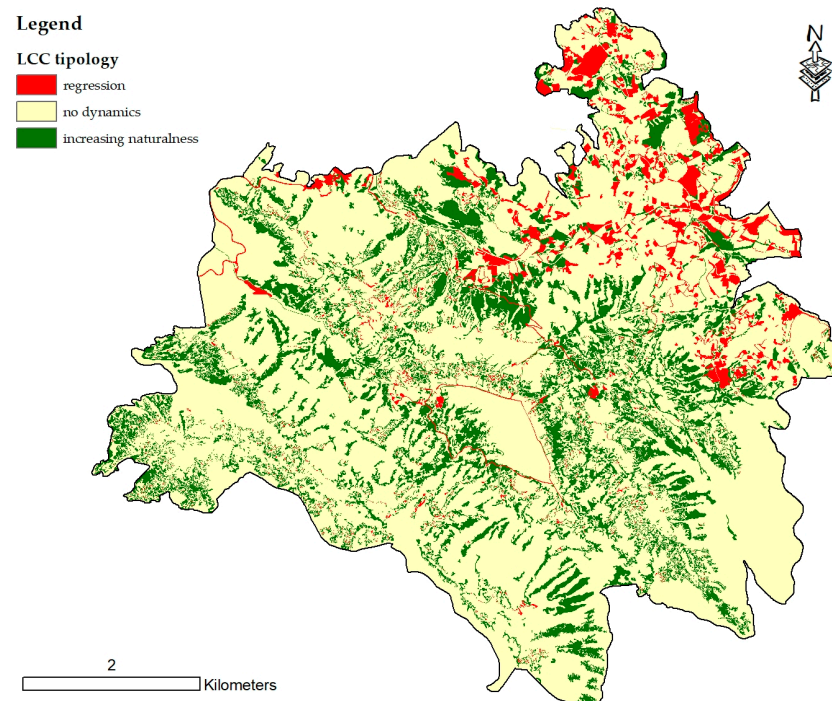 Legend
LCC tipology
regression
no dynamics
increasing naturalness
N
2
Kilometers